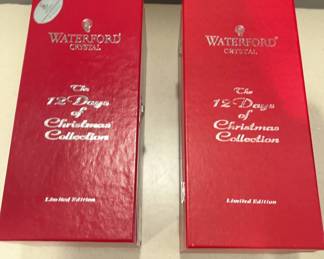 WATERFORD
CRYSTAL
The
12 Days
of
Christmas
Collection
Limited Edition
WATERFORD
CRYSTAL
The
12 Days
of
Christmas
Collection
Limited Edition